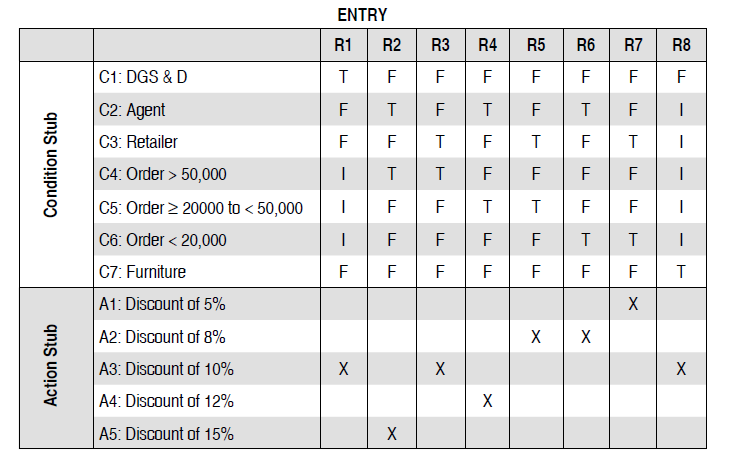 ENTRY
R1 R2 R3 R4 R5 R6 R7 R8
Condition Stub
C1: DGS & D T F F F F F F F
C2: Agent F T F T F T F I
C3: Retailer F F T F T F T I
C4: Order > 50,000 I T T F F F F I
C5: Order ≥ 20000 to < 50,000 I F F T T F F I
C6: Order < 20,000 I F F F F T T I
C7: Furniture F F F F F F F T
Action Stub
A1: Discount of 5% X
A2: Discount of 8% X X
A3: Discount of 10% X X X
A4: Discount of 12% X
A5: Discount of 15% X